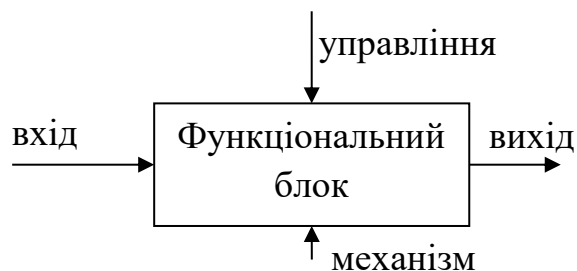 управління
вхід
Функціональний
блок
вихід
механізм